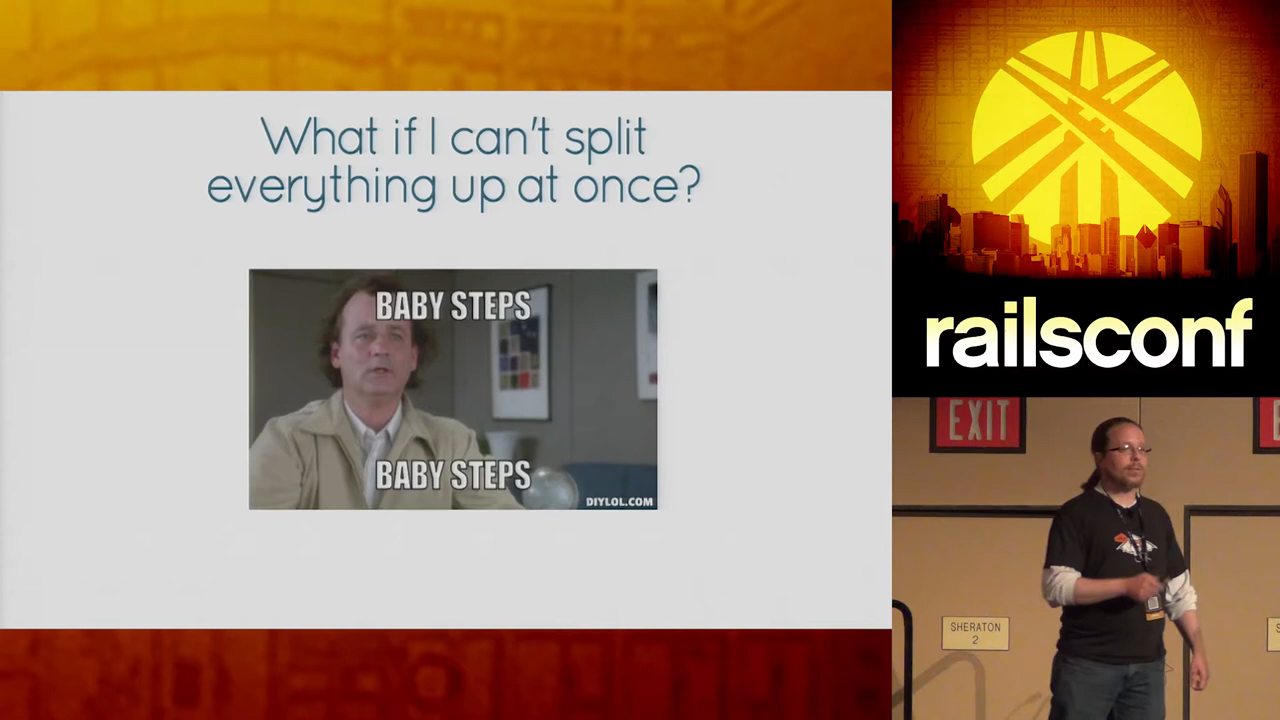 What if I can't split
everything up at once?
BABY STEPS
BABY STEPS
DIYLOL.COM
railsconf
EXIT
SHERATON
2